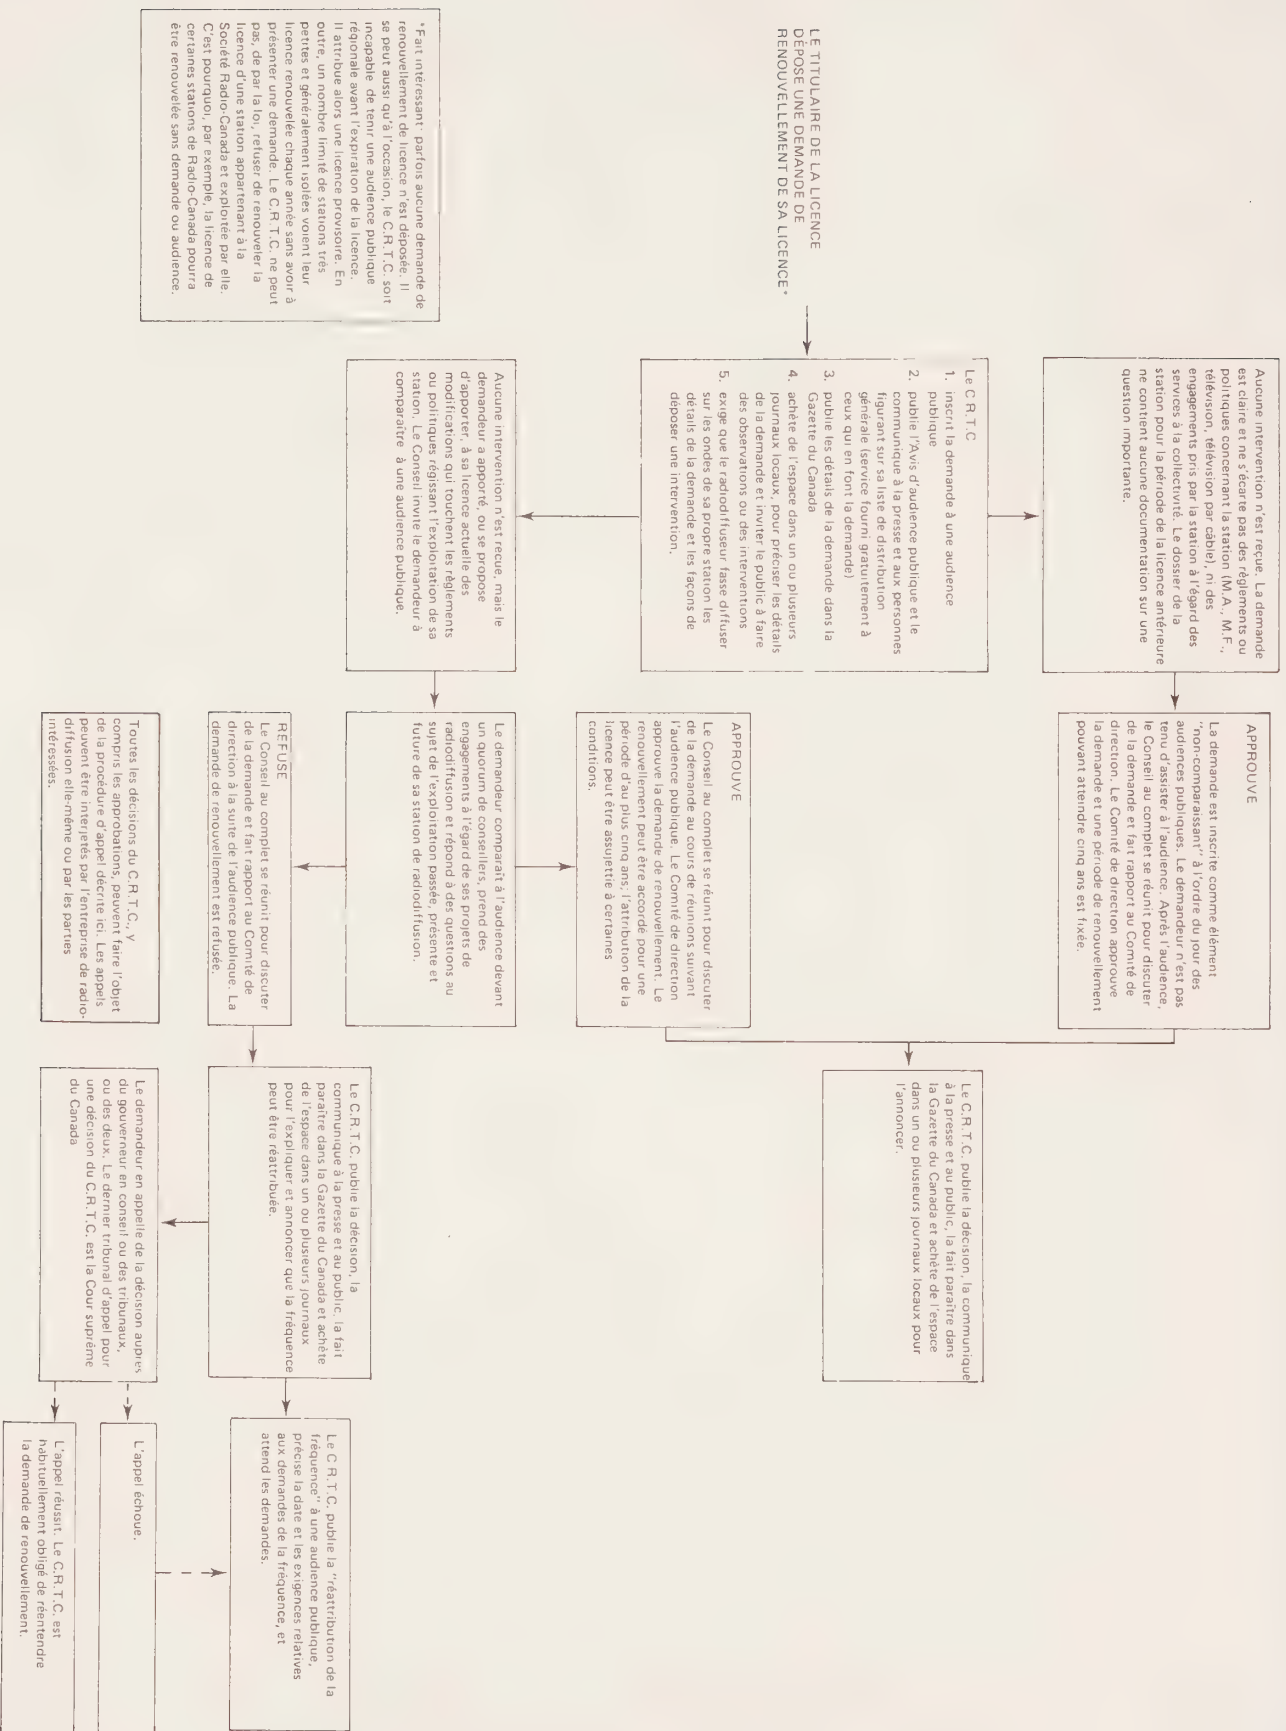 LE TITULAIRE DE LA LICENCE
DÉPOSE UNE DEMANDE DE
RENOUVELLEMENT DE SA LICENCE*
*Fait intéressant: parfois aucune demande de
renouvellement de licence n'est déposée. Il
se peut aussi qu'à l'occasion, le C.R.T.C. soit
incapable de tenir une audience publique
régionale avant l'expiration de la licence.
Il attribue alors une licence provisoire. En
outre, un nombre limité de stations très
petites et généralement isolées voient leur
licence renouvelée chaque année sans avoir à
présenter une demande. Le C.R.T.C. ne peut
pas, de par la loi, refuser de renouveler la
licence d'une station appartenant à la
Société Radio-Canada et exploitée par elle.
C'est pourquoi, par exemple, la licence de
certaines stations de Radio-Canada pourra
être renouvelée sans demande ou audience.
Aucune intervention n'est reçue. La demande
est claire et ne s'écarte pas des règlements ou
politiques concernant la station (M.A., M.F.,
télévision, télévision par câble), ni des
engagements pris par la station à l'égard des
services à la collectivité. Le dossier de la
station pour la période de la licence antérieure
ne contient aucune documentation sur une
question importante.
Le C.R.T.C.
1. inscrit la demande à une audience
publique
2. publie l'Avis d'audience publique et le
communique à la presse et aux personnes
figurant sur sa liste de distribution
générale (service fourni gratuitement à
ceux qui en font la demande)
3. publie les détails de la demande dans la
Gazette du Canada
4. achète de l'espace dans un ou plusieurs
journaux locaux, pour préciser les détails
de la demande et inviter le public à faire
des observations ou des interventions
5. exige que le radiodiffuseur fasse diffuser
sur les ondes de sa propre station les
détails de la demande et les façons de
déposer une intervention.
Aucune intervention n'est reçue, mais le
demandeur a apporté, ou se propose
d'apporter, à sa licence actuelle des
modifications qui touchent les règlements
ou politiques régissant l'exploitation de sa
station. Le Conseil invite le demandeur à
comparaître à une audience publique.
APPROUVE
La demande est inscrite comme élément
"non-comparaissant" à l'ordre du jour des
audiences publiques. Le demandeur n'est pas
tenu d'assister à l'audience. Après l'audience,
le Conseil au complet se réunit pour discuter
de la demande et fait rapport au Comité de
direction. Le Comité de direction approuve
la demande et une période de renouvellement
pouvant atteindre cinq ans est fixée.
APPROUVE
Le Conseil au complet se réunit pour discuter
de la demande au cours de réunions suivant
l'audience publique. Le Comité de direction
approuve la demande de renouvellement. Le
renouvellement peut être accordé pour une
période d'au plus cinq ans; l'attribution de la
licence peut être assujettie à certaines
conditions.
Le demandeur comparaît à l'audience devant
un quorum de conseillers, prend des
engagements à l'égard de ses projets de
radiodiffusion et répond à des questions au
sujet de l'exploitation passée, présente et
future de sa station de radiodiffusion.
REFUSE
Le Conseil au complet se réunit pour discuter
de la demande et fait rapport au Comité de
direction à la suite de l'audience publique. La
demande de renouvellement est refusée.
Toutes les décisions du C.R.T.C., y
compris les approbations, peuvent faire l'objet
de la procédure d'appel décrite ici. Les appels
peuvent être interjetés par l'entreprise de radio-
diffusion elle-même ou par les parties
intéressées.
Le C.R.T.C. publie la décision, la communique
à la presse et au public, la fait paraître dans
la Gazette du Canada et achète de l'espace
dans un ou plusieurs journaux locaux pour
l'annoncer.
Le C.R.T.C. publie la décision, la
communique à la presse et au public, la fait
paraître dans la Gazette du Canada et achète
de l'espace dans un ou plusieurs journaux
pour l'expliquer et annoncer que la fréquence
peut être réattribuée.
Le demandeur en appelle de la décision auprès
du gouverneur en conseil ou des tribunaux,
ou des deux. Le dernier tribunal d'appel pour
une décision du C.R.T.C. est la Cour suprême
du Canada
Le C.R.T.C. publie la "réattribution de la
fréquence" à une audience publique,
précise la date et les exigences relatives
aux demandes de la fréquence, et
attend les demandes.
L'appel échoue.
L'appel réussit. Le C.R.T.C. est
habituellement obligé de réentendre
la demande de renouvellement.